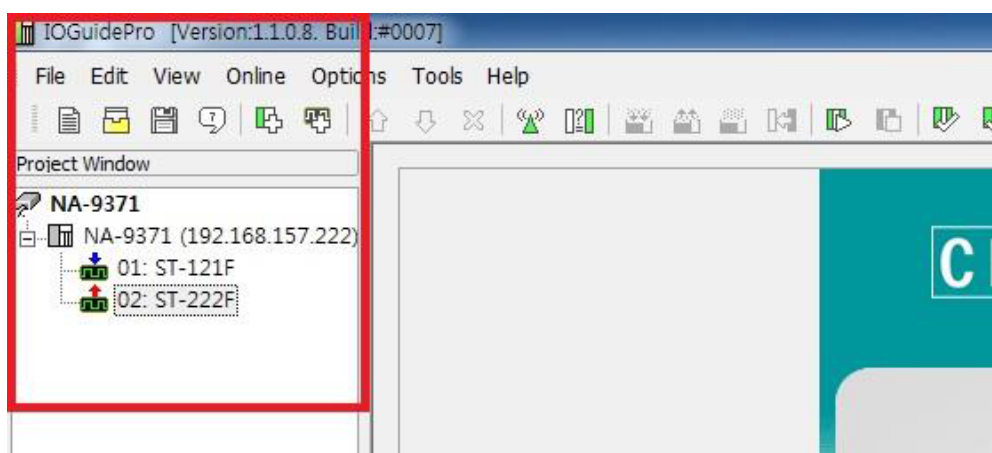 IOGuidePro [Version:1.1.0.8. Build:#0007]
File Edit View Online Options Tools Help
Project Window
NA-9371
NA-9371 (192.168.157.222)
01: ST-121F
02: ST-222F
C